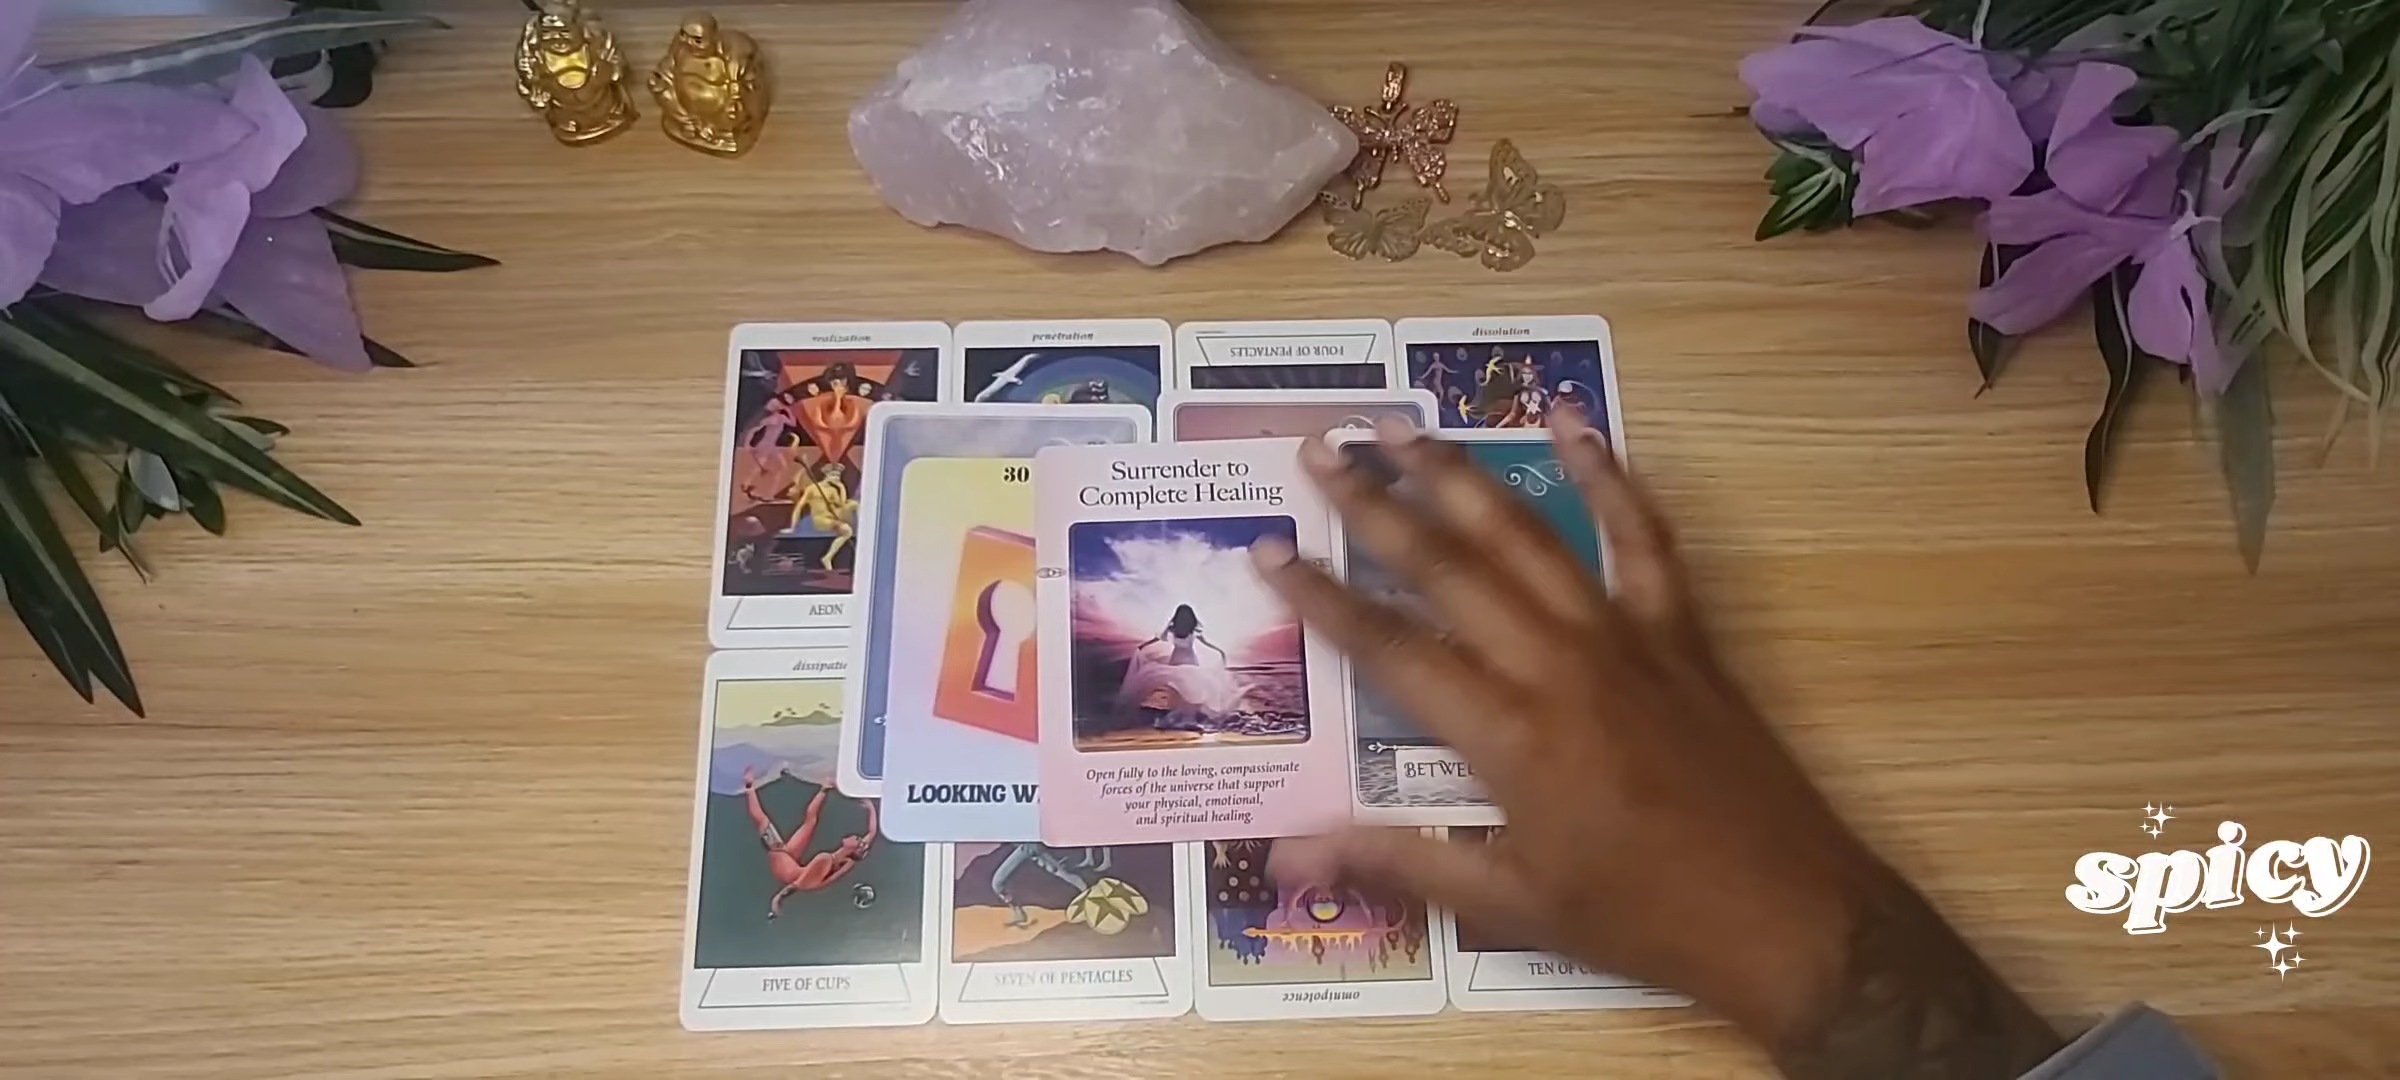 realization
penetration
FOUR OF PENTACLES
dissolution
30
Surrender to
Complete Healing
3
AEON
LOOKING
BETWE
Open fully to the loving, compassionate
forces of the universe that support
your physical, emotional,
and spiritual healing.
FIVE OF CUPS
SEVEN OF PENTACLES
TEN OF
omnipotence
spicy